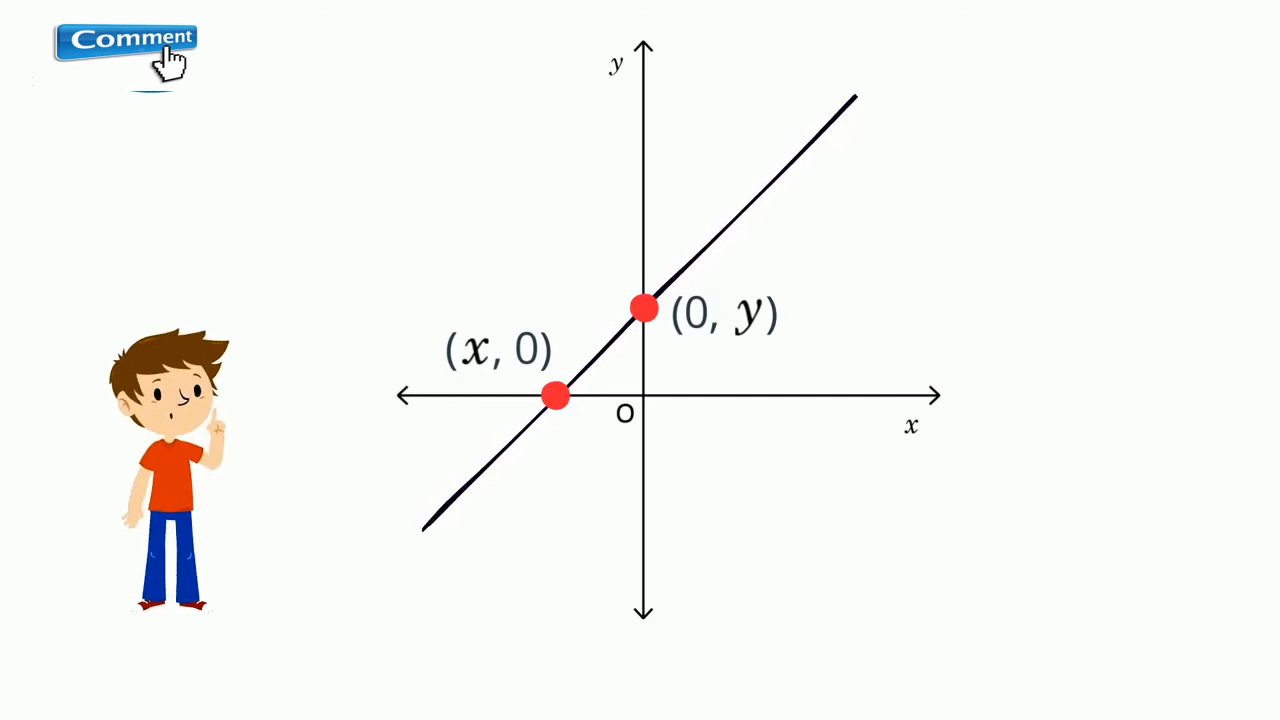 Comment
y
(0, y)
(x, 0)
O
x